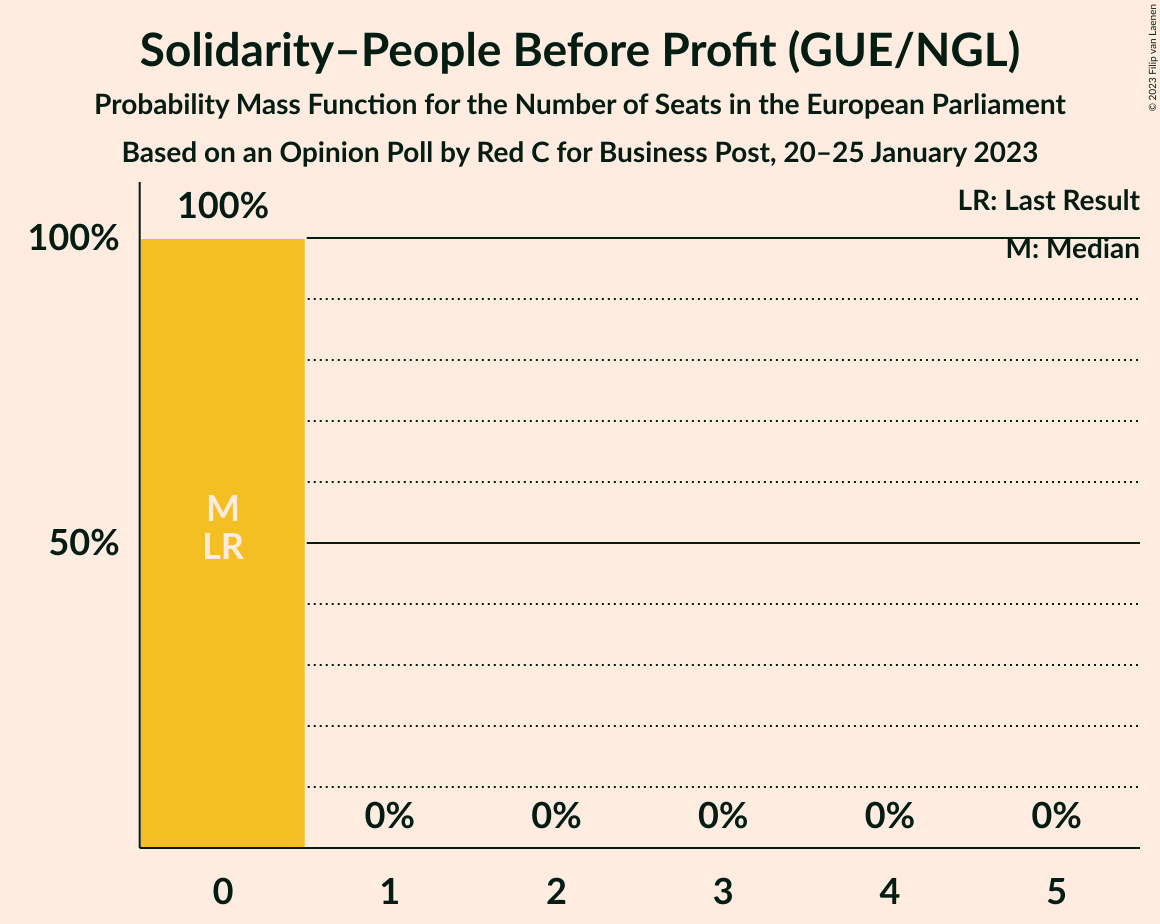 Solidarity–People Before Profit (GUE/NGL)
Probability Mass Function for the Number of Seats in the European Parliament
Based on an Opinion Poll by Red C for Business Post, 20–25 January 2023
© 2023 Filip van Laenen
LR: Last Result
M: Median
100%
100%
M
LR
50%
0% 0% 0% 0% 0%
0 1 2 3 4 5